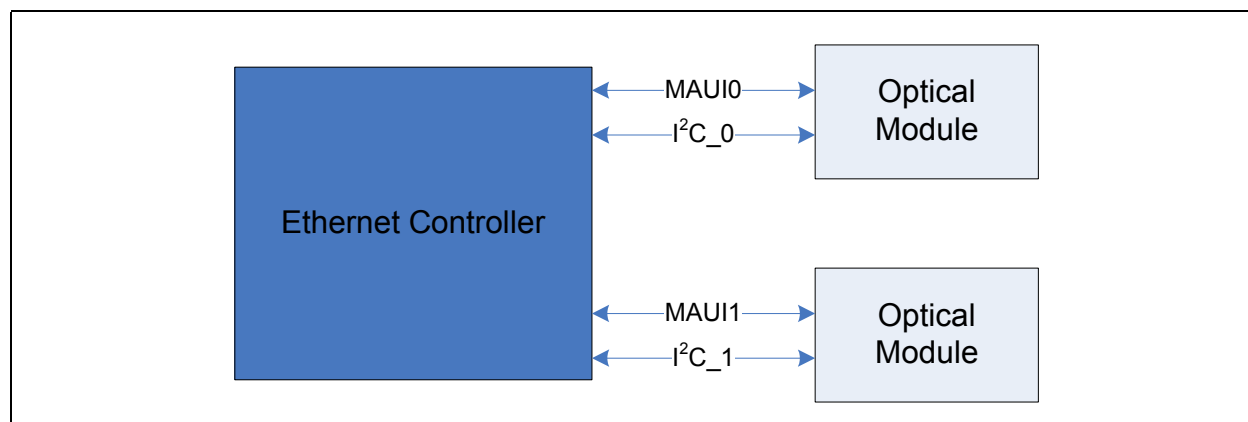 Ethernet Controller
MAUI0
I²C_0
Optical
Module
MAUI1
I²C_1
Optical
Module